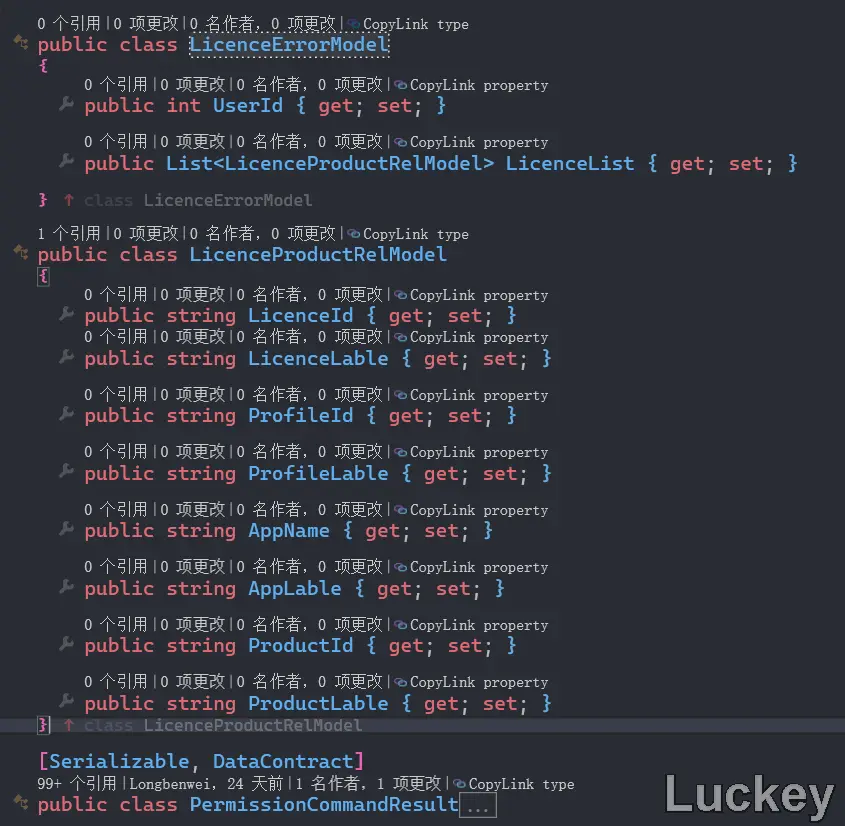 0 个引用|0 项更改|0 名作者, 0 项更改|CopyLink type
public class LicenceErrorModel
{
0 个引用|0 项更改|0 名作者, 0 项更改|CopyLink property
public int UserId { get; set; }
0 个引用|0 项更改|0 名作者, 0 项更改|CopyLink property
public List<LicenceProductRelModel> LicenceList { get; set; }
} ↑ class LicenceErrorModel
1 个引用|0 项更改|0 名作者, 0 项更改|CopyLink type
public class LicenceProductRelModel
{
0 个引用|0 项更改|0 名作者, 0 项更改|CopyLink property
public string LicenceId { get; set; }
0 个引用|0 项更改|0 名作者, 0 项更改|CopyLink property
public string LicenceLable { get; set; }
0 个引用|0 项更改|0 名作者, 0 项更改|CopyLink property
public string ProfileId { get; set; }
0 个引用|0 项更改|0 名作者, 0 项更改|CopyLink property
public string ProfileLable { get; set; }
0 个引用|0 项更改|0 名作者, 0 项更改|CopyLink property
public string AppName { get; set; }
0 个引用|0 项更改|0 名作者, 0 项更改|CopyLink property
public string AppLable { get; set; }
0 个引用|0 项更改|0 名作者, 0 项更改|CopyLink property
public string ProductId { get; set; }
0 个引用|0 项更改|0 名作者, 0 项更改|CopyLink property
public string ProductLable { get; set; }
} ↑ class LicenceProductRelModel
[Serializable, DataContract]
99+ 个引用|Longbenwei, 24 天前|1 名作者, 1 项更改|CopyLink type
public class PermissionCommandResult...
Luckey